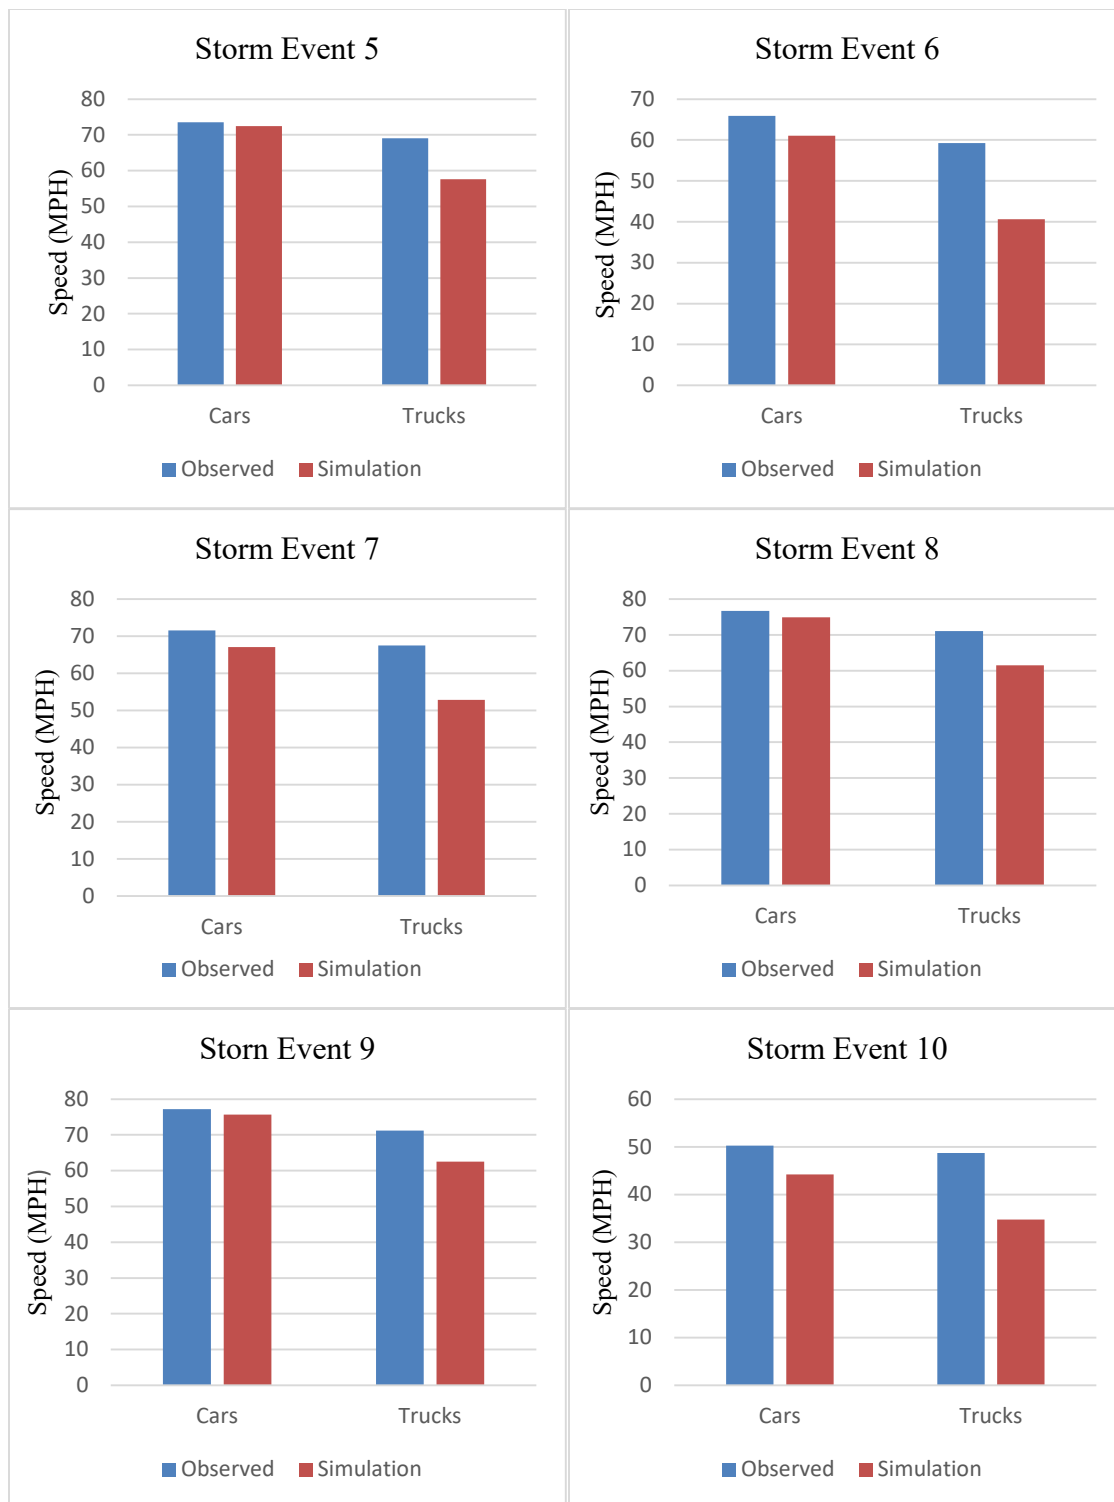 Storm Event 5
80
70
60
50
40
30
20
10
0
Speed (MPH)
Cars Trucks
Observed Simulation
Storm Event 6
70
60
50
40
30
20
10
0
Speed (MPH)
Cars Trucks
Observed Simulation
Storm Event 7
80
70
60
50
40
30
20
10
0
Speed (MPH)
Cars Trucks
Observed Simulation
Storm Event 8
80
70
60
50
40
30
20
10
0
Speed (MPH)
Cars Trucks
Observed Simulation
Storn Event 9
80
70
60
50
40
30
20
10
0
Speed (MPH)
Cars Trucks
Observed Simulation
Storm Event 10
60
50
40
30
20
10
0
Speed (MPH)
Cars Trucks
Observed Simulation